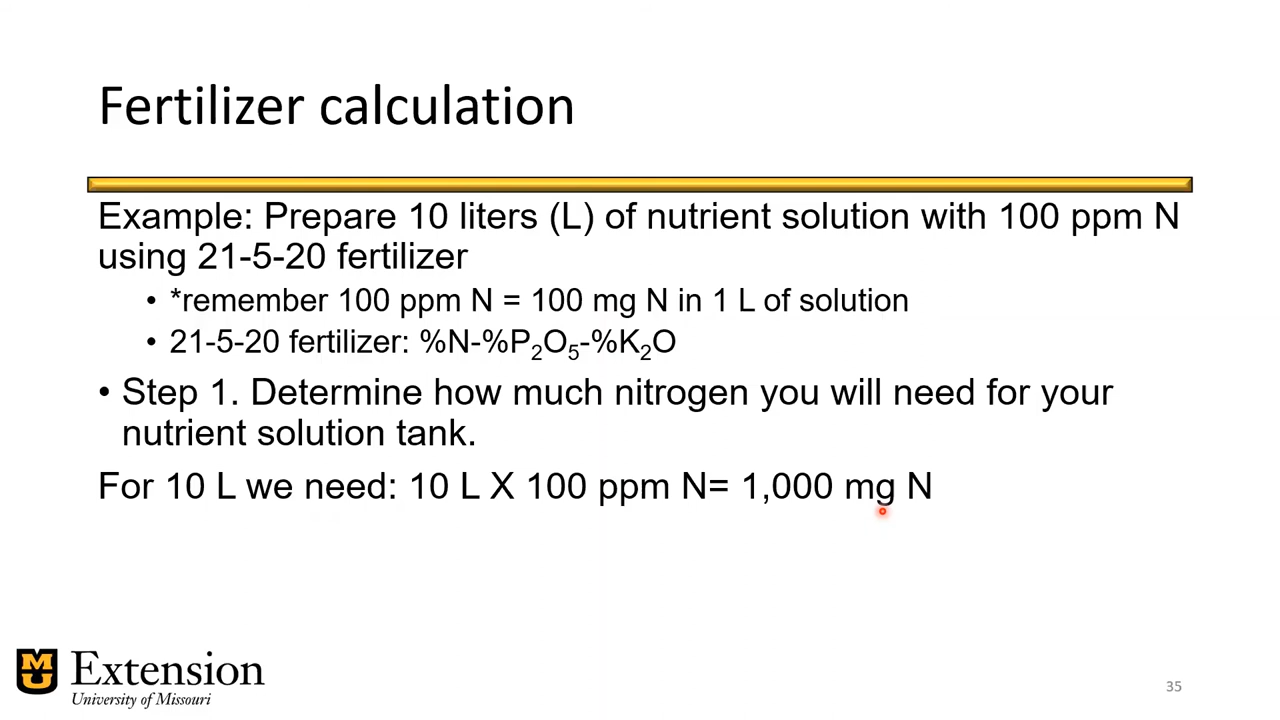 Fertilizer calculation
Example: Prepare 10 liters (L) of nutrient solution with 100 ppm N
using 21-5-20 fertilizer
• *remember 100 ppm N = 100 mg N in 1 L of solution
• 21-5-20 fertilizer: %N-%P₂O₅-%K₂O
• Step 1. Determine how much nitrogen you will need for your
nutrient solution tank.
For 10 L we need: 10 L X 100 ppm N= 1,000 mg N
MU
Extension
University of Missouri
35